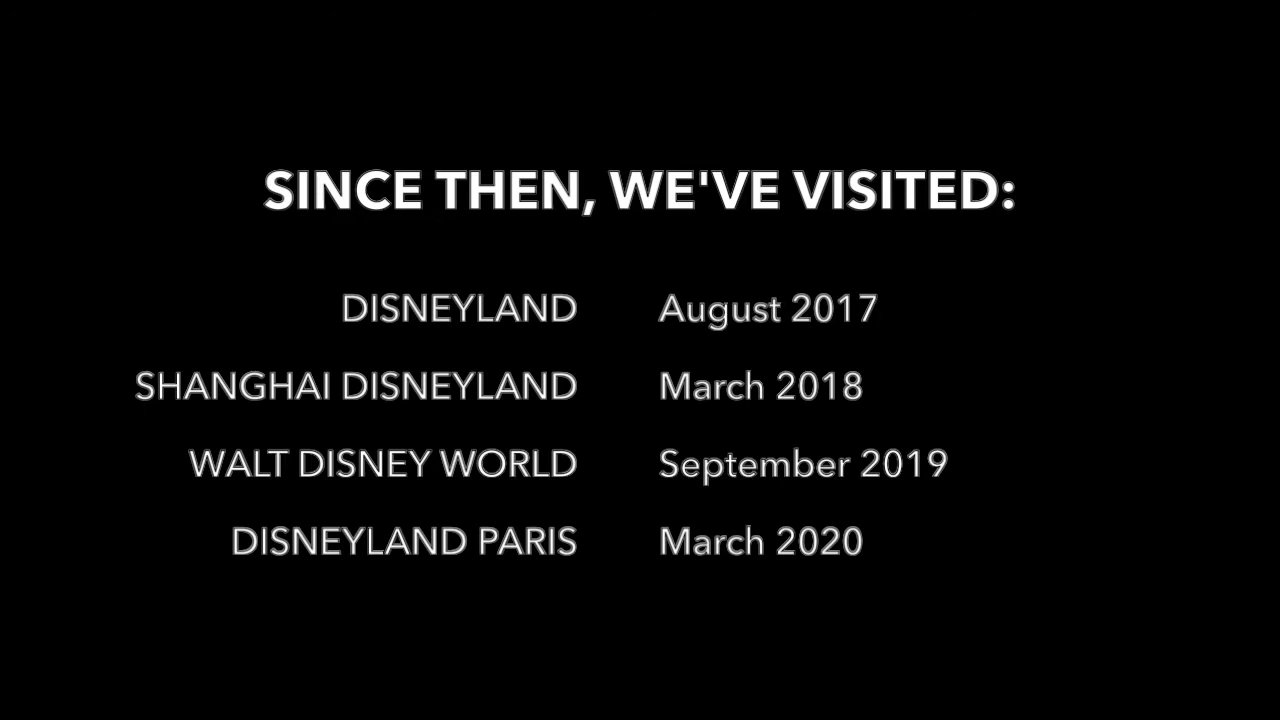 SINCE THEN, WE'VE VISITED:
DISNEYLAND August 2017
SHANGHAI DISNEYLAND March 2018
WALT DISNEY WORLD September 2019
DISNEYLAND PARIS March 2020